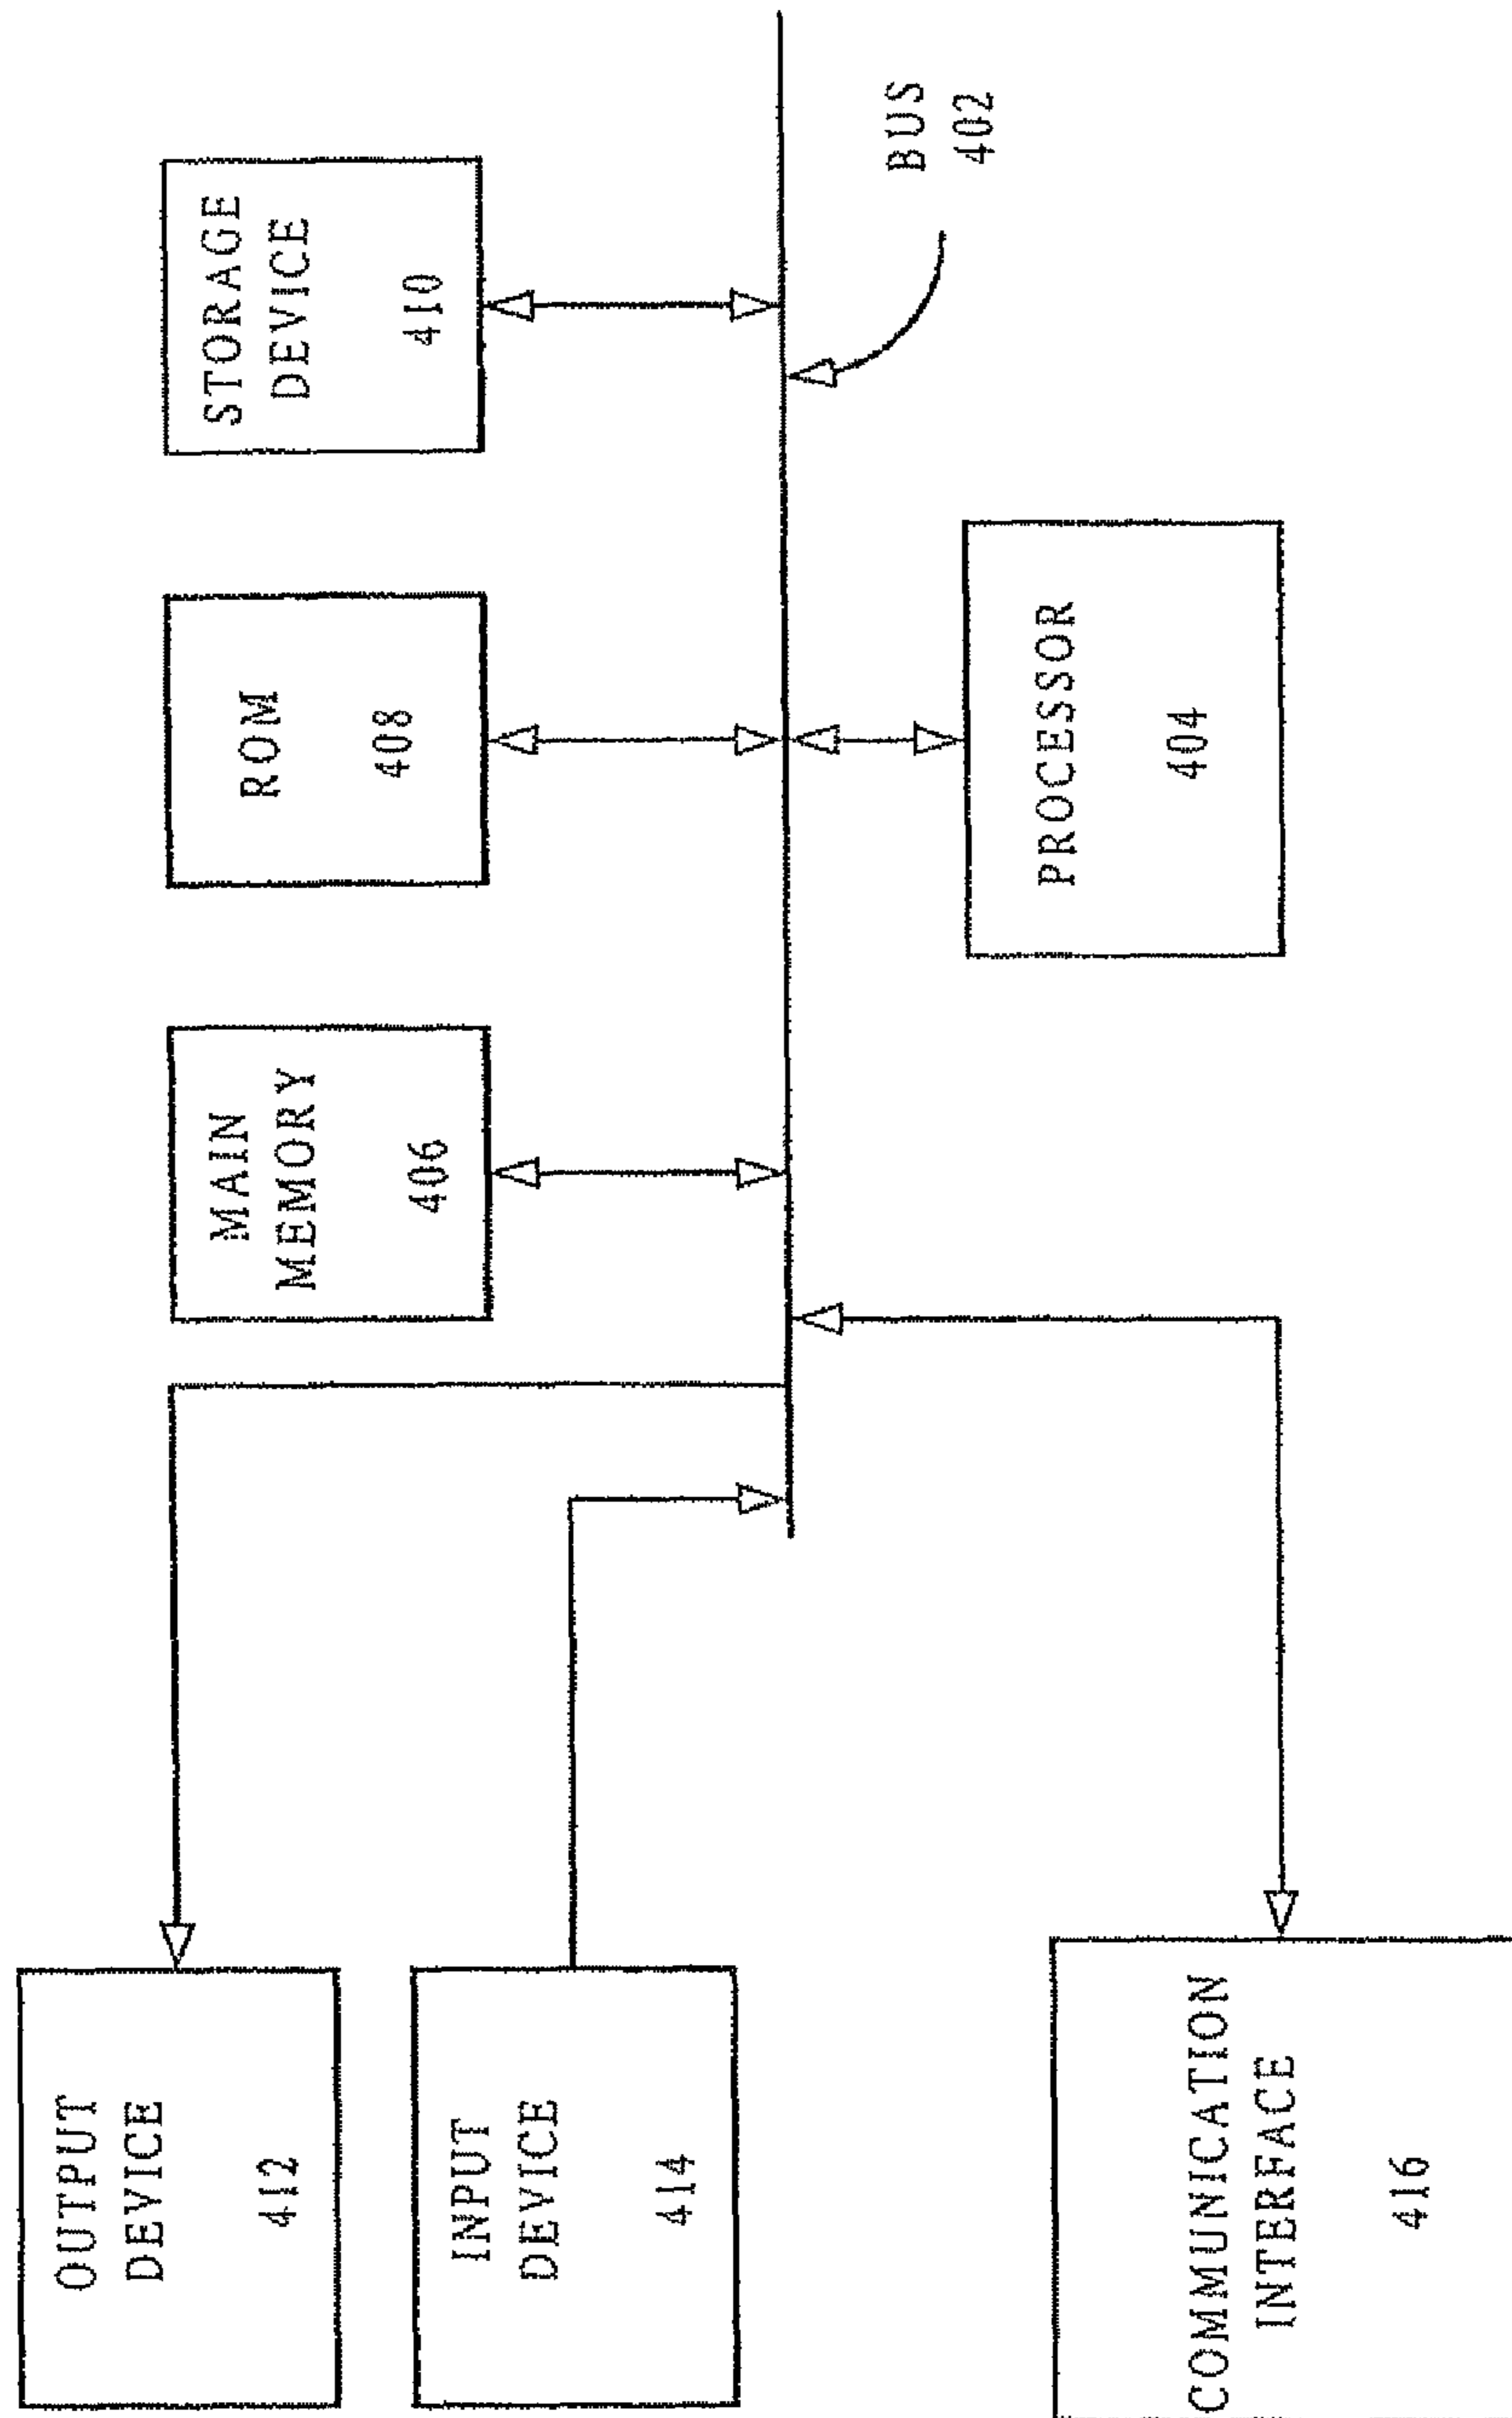 OUTPUT
DEVICE
412
MAIN
MEMORY
406
ROM
408
STORAGE
DEVICE
410
INPUT
DEVICE
414
BUS
402
COMMUNICATION
INTERFACE
416
PROCESSOR
404